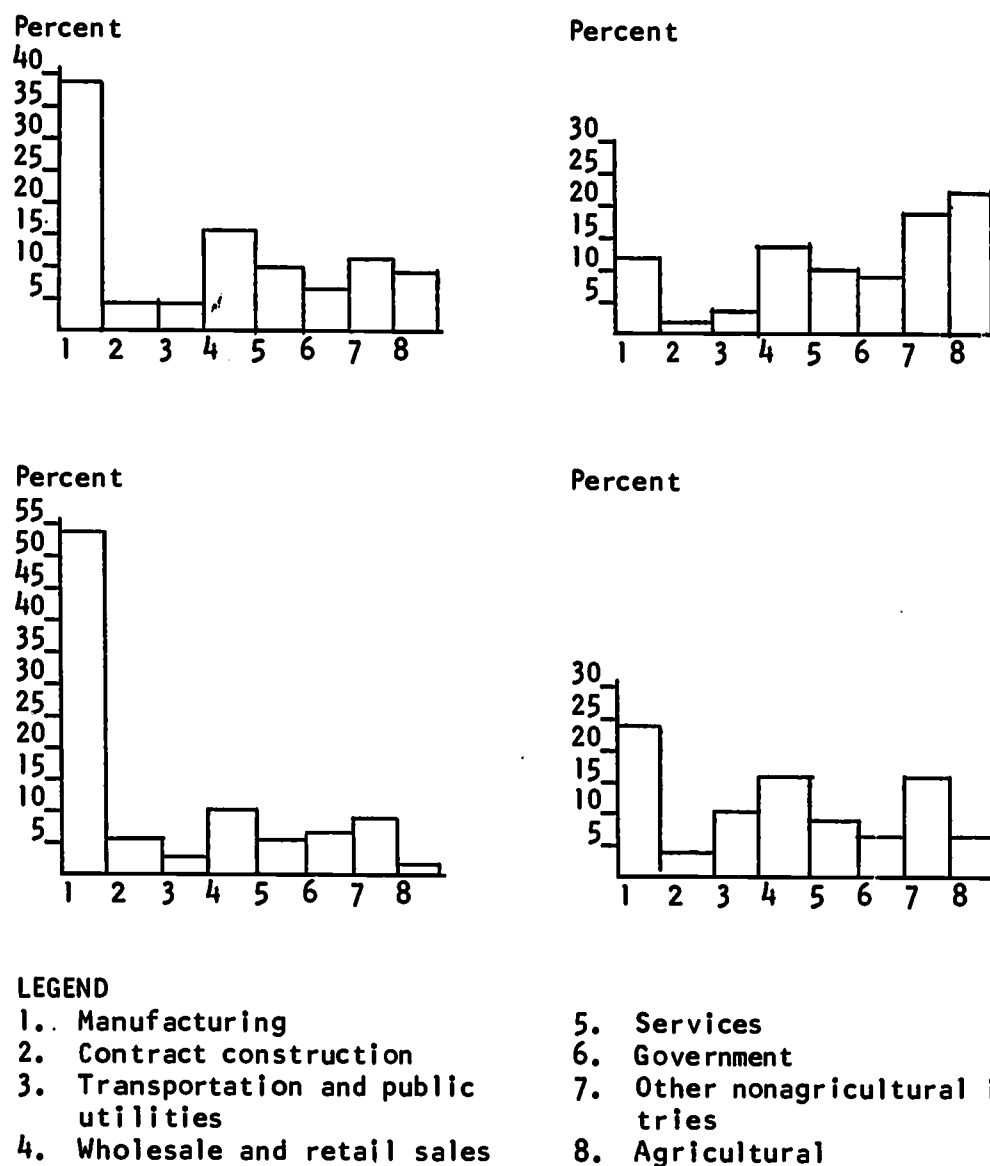 Percent
40
35
30
25
20
15
10
5
1 2 3 4 5 6 7 8
Percent
30
25
20
15
10
5
1 2 3 4 5 6 7 8
Percent
55
50
45
40
35
30
25
20
15
10
5
1 2 3 4 5 6 7 8
Percent
30
25
20
15
10
5
1 2 3 4 5 6 7 8
LEGEND
1. Manufacturing
2. Contract construction
3. Transportation and public
utilities
4. Wholesale and retail sales
5. Services
6. Government
7. Other nonagricultural
tries
8. Agricultural